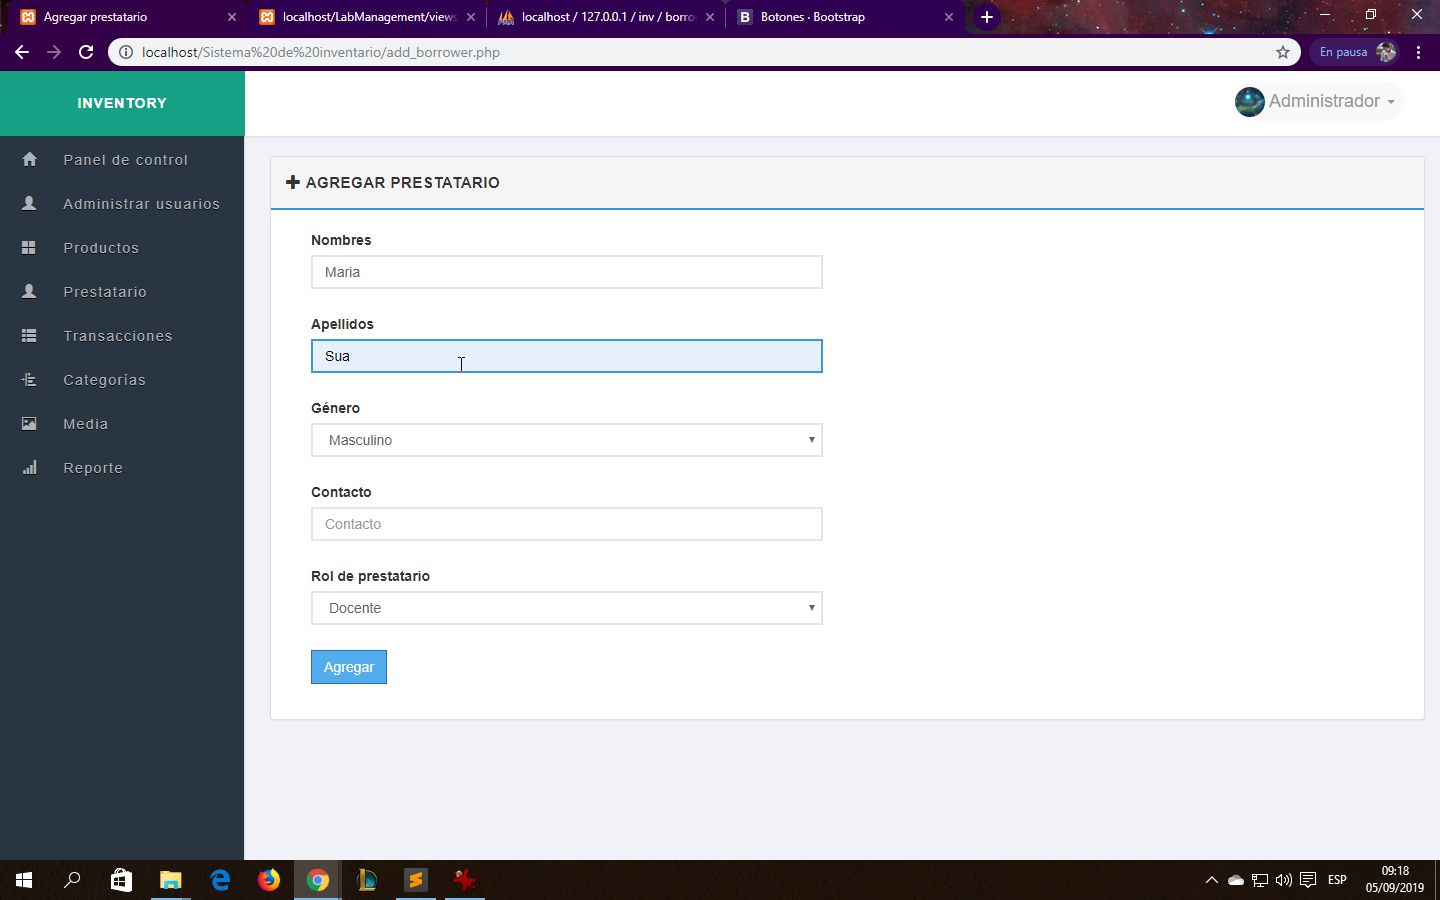 Agregar prestatario
localhost/LabManagement/views
localhost / 127.0.0.1 / inv / borro
Botones · Bootstrap
localhost/Sistema%20de%20inventario/add_borrower.php
En pausa
INVENTORY
Administrador
Panel de control
Administrar usuarios
Productos
Prestatario
Transacciones
Categorías
Media
Reporte
AGREGAR PRESTATARIO
Nombres
Maria
Apellidos
Sua
Género
Masculino
Contacto
Contacto
Rol de prestatario
Docente
Agregar
ESP
09:18
05/09/2019